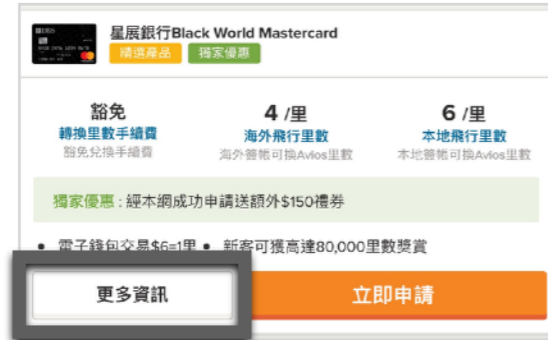 星展銀行Black World Mastercard
精選產品 獨家優惠
豁免 4 /里 6 /里
轉換里數手續費 海外飛行里數 本地飛行里數
豁免兌換手續費 海外簽帳可換Avios里數 本地簽帳可換Avios里數
獨家優惠 : 經本網成功申請送額外$150禮券
• 電子錢包交易$6=1里 • 新客可獲高達80,000里數獎賞
更多資訊 立即申請